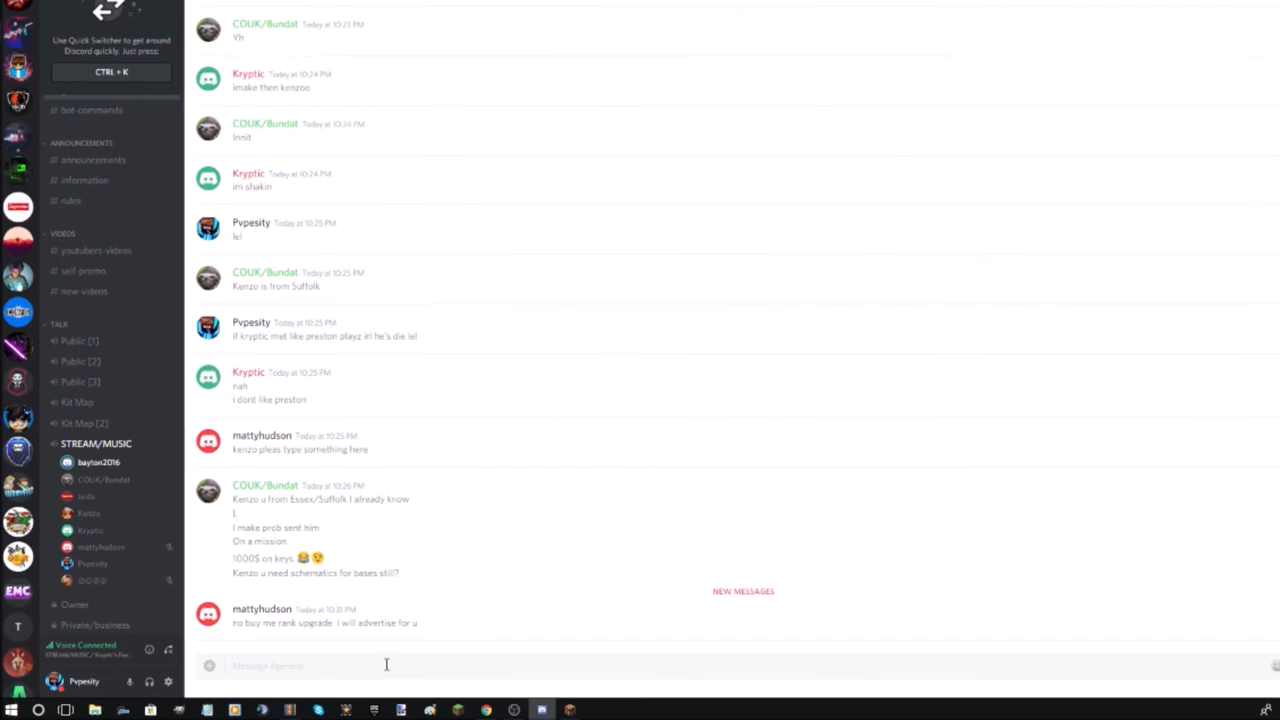 Use Quick Switcher to get around
Discord quickly. Just press:
CTRL + K
# bot-commands
ANNOUNCEMENTS
# announcements
# information
# rules
VIDEOS
# youtubers-videos
# self-promo
# new-videos
TALK
Public [1]
Public [2]
Public [3]
Kit Map
Kit Map [2]
STREAM/MUSIC
bayton2016
COUK/Bundat
Kenzo
Kryptic
mattyhudson
Pvpesity
Owner
Private/business
Voice Connected
STREAM/MUSIC / Kryptic's
Pvpesity
EMC
T
COUK/Bundat Today at 10:23 PM
Yh
Kryptic Today at 10:24 PM
imake then kenzoo
COUK/Bundat Today at 10:24 PM
Innit
Kryptic Today at 10:24 PM
im shakin
Pvpesity Today at 10:25 PM
lel
COUK/Bundat Today at 10:25 PM
Kenzo is from Suffolk
Pvpesity Today at 10:25 PM
if kryptic met like preston playz irl he's die lel
Kryptic Today at 10:25 PM
nah
i dont like preston
mattyhudson Today at 10:25 PM
kenzo pleas type something here
COUK/Bundat Today at 10:26 PM
Kenzo u from Essex/Suffolk I already know
L
I make prob sent him
On a mission
1000$ on keys 😂😉
Kenzo u need schematics for bases still?
NEW MESSAGES
mattyhudson Today at 10:31 PM
no buy me rank upgrade i will advertise for u
Message #general